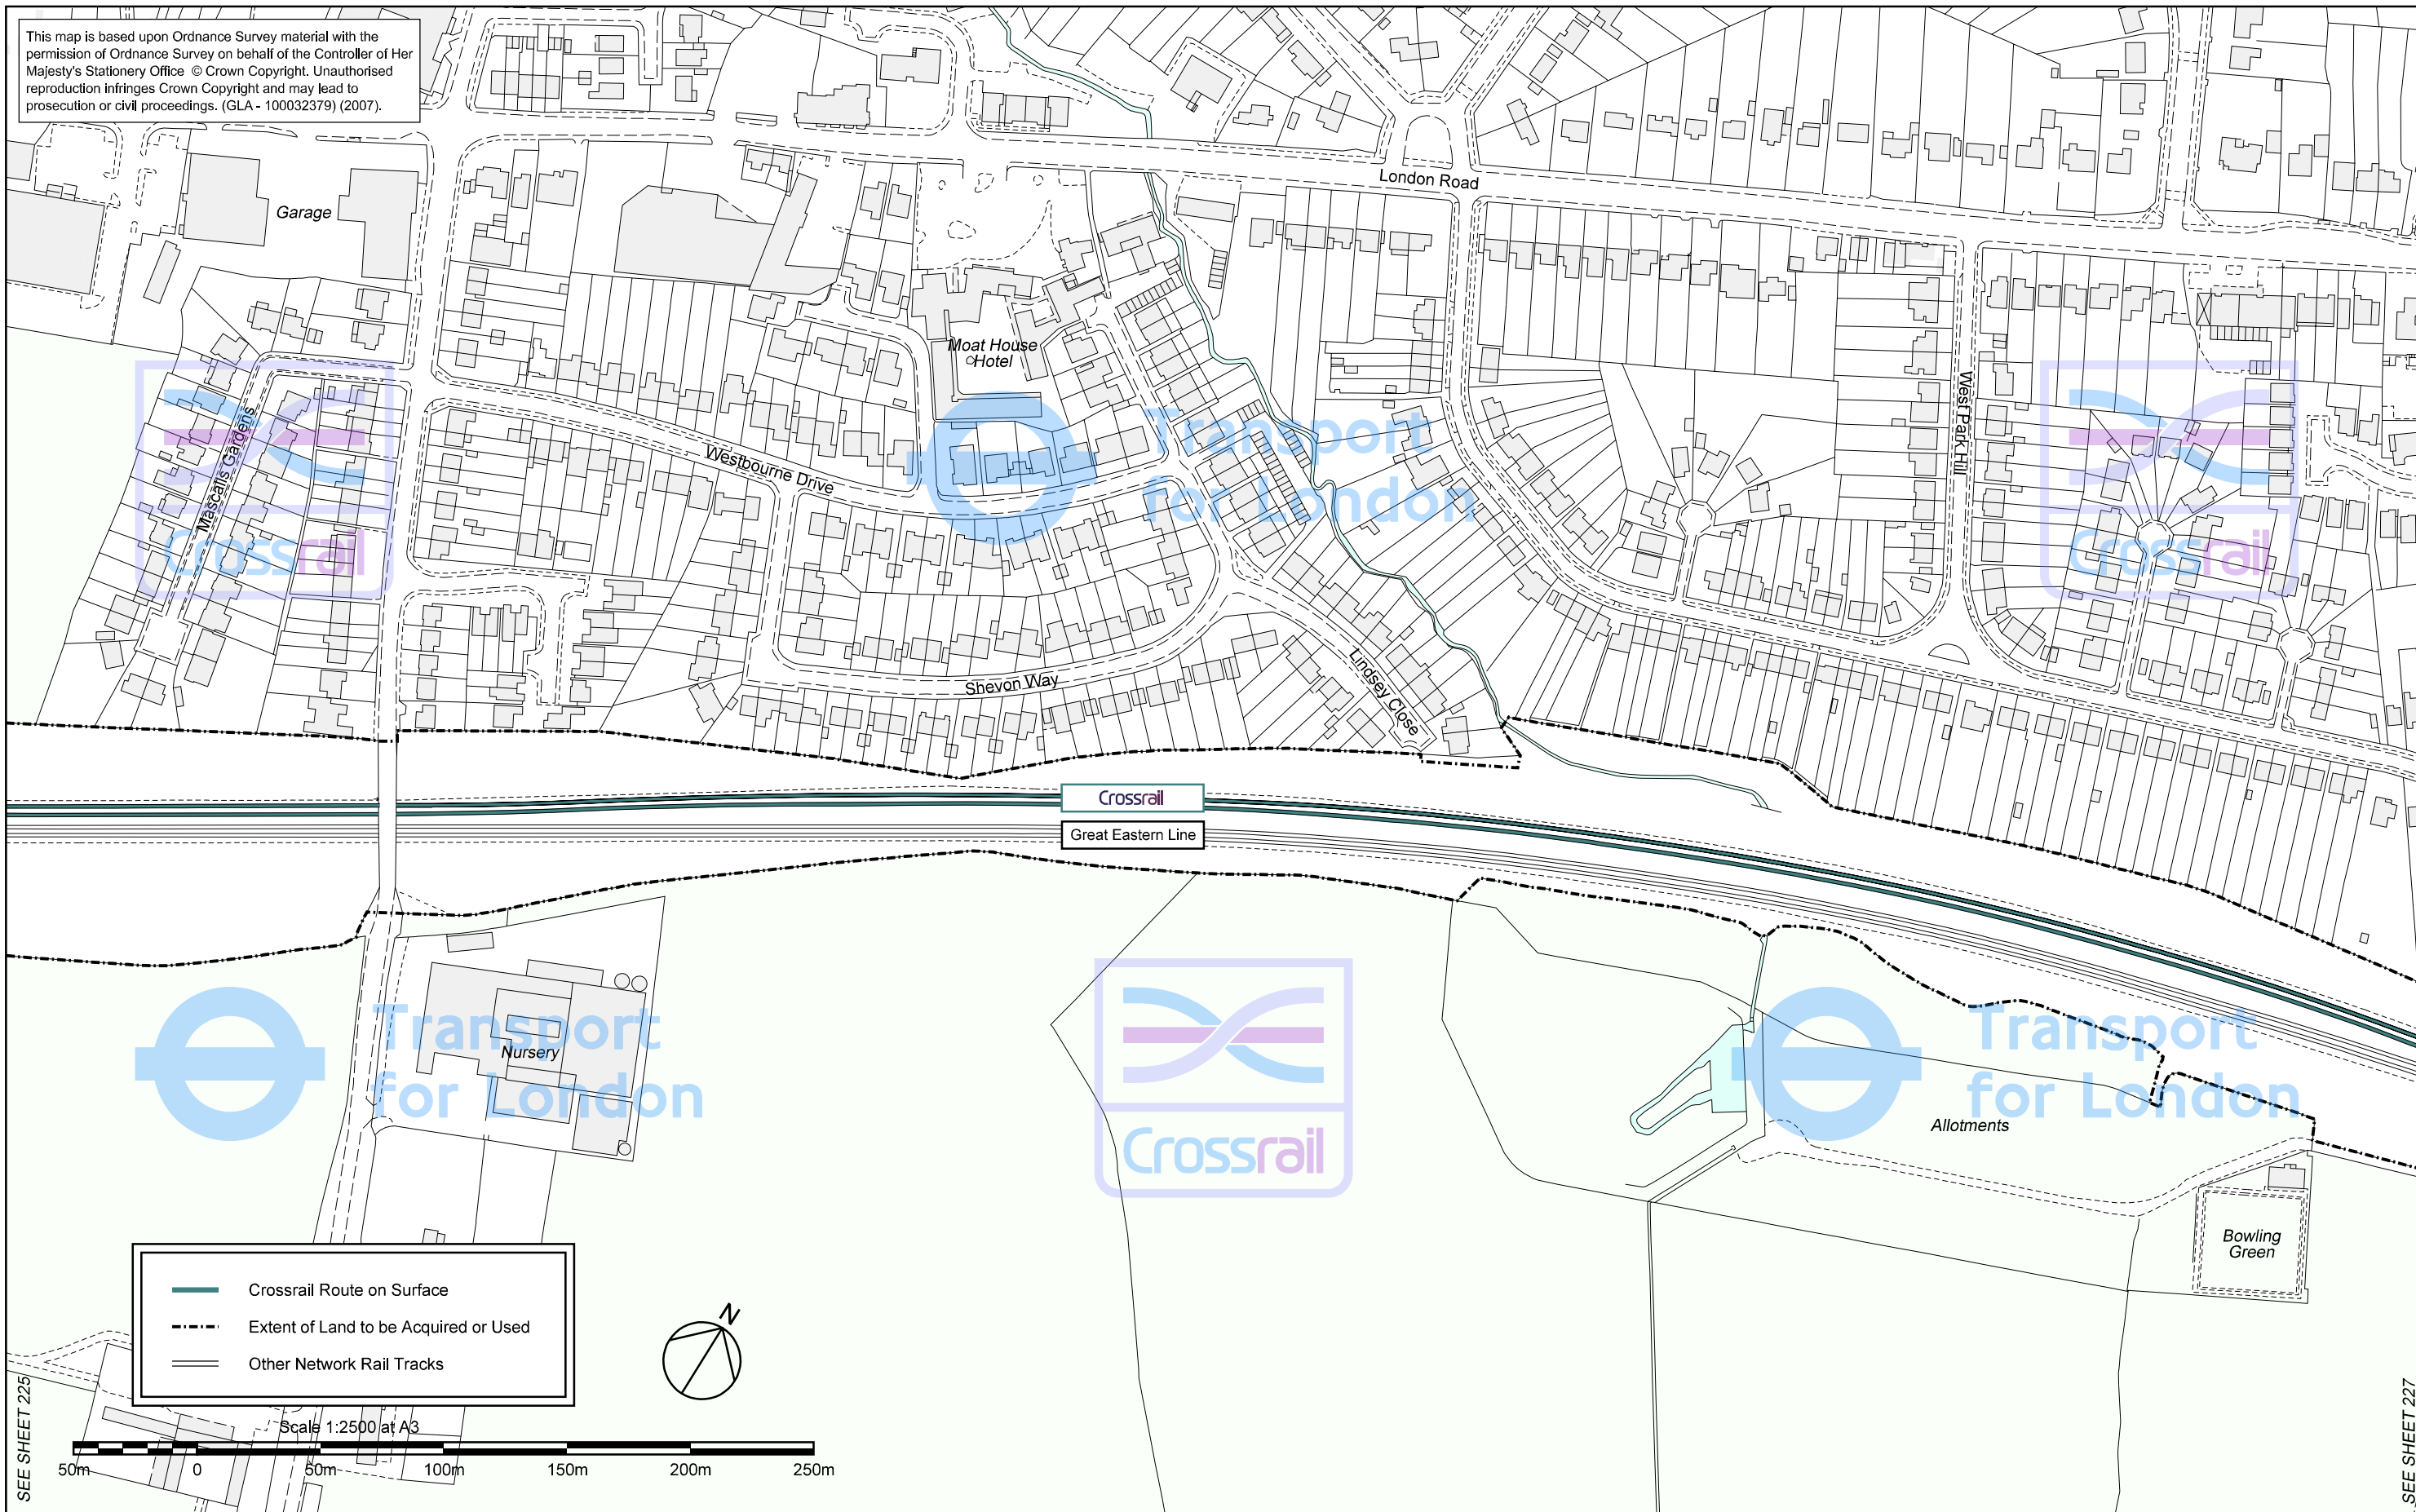 This map is based upon Ordnance Survey material with the
permission of Ordnance Survey on behalf of the Controller of Her
Majesty's Stationery Office © Crown Copyright. Unauthorised
reproduction infringes Crown Copyright and may lead to
prosecution or civil proceedings. (GLA - 100032379) (2007).
London Road
Garage
Moat House
Hotel
West Park Hill
Mascalls Gardens
Westbourne Drive
Transport
for London
Crossrail
Crossrail
Shevon Way
Lindsey Close
Crossrail
Great Eastern Line
Nursery
Transport
for London
Crossrail
Transport
for London
Allotments
Bowling
Green
Crossrail Route on Surface
Extent of Land to be Acquired or Used
Other Network Rail Tracks
N
Scale 1:2500 at A3
50m 0 50m 100m 150m 200m 250m
SEE SHEET 225
SEE SHEET 227